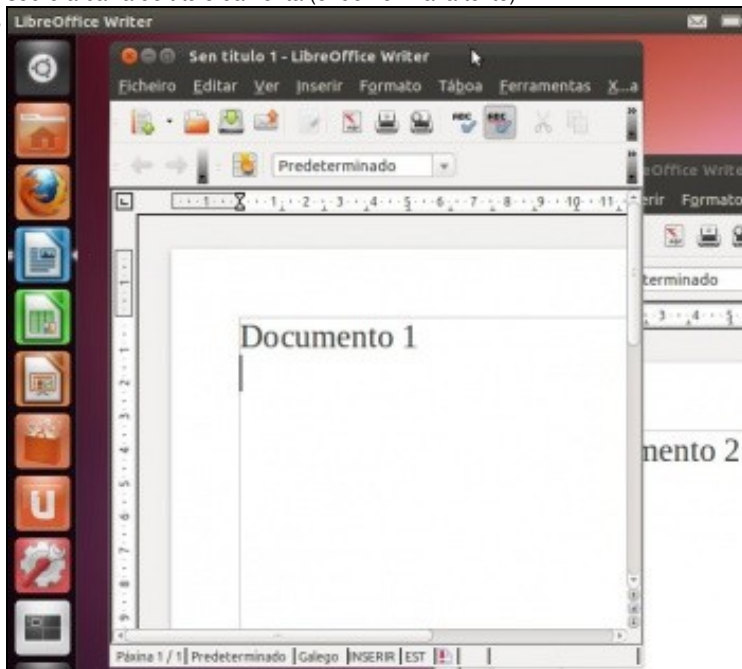 LibreOffice Writer
Sen título 1 - LibreOffice Writer
Ficheiro Editar Ver Inserir Formato Táboa Ferramentas X...a
Predeterminado
Office Write
erir Formato
terminado
Documento 1
mento 2
Páxina 1 / 1 Predeterminado Galego INSERIR EST